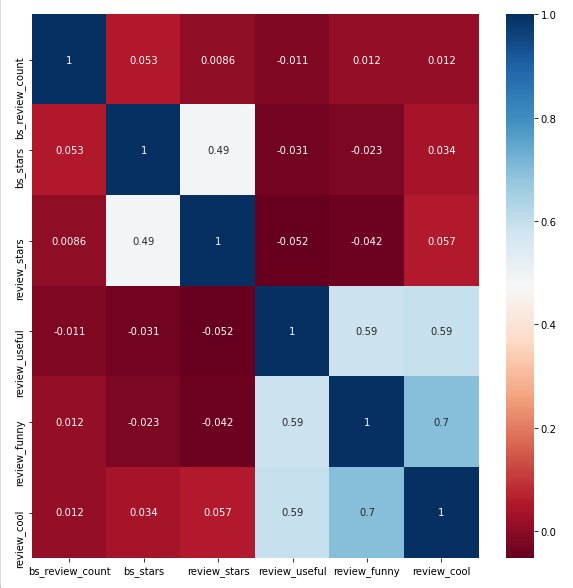 bs_review_count 1 0.053 0.0086 -0.011 0.012 0.012
bs_stars 0.053 1 0.49 -0.031 -0.023 0.034
review_stars 0.0086 0.49 1 -0.052 -0.042 0.057
review_useful -0.011 -0.031 -0.052 1 0.59 0.59
review_funny 0.012 -0.023 -0.042 0.59 1 0.7
review_cool 0.012 0.034 0.057 0.59 0.7 1
bs_review_count bs_stars review_stars review_useful review_funny review_cool
1.0
0.8
0.6
0.4
0.2
0.0